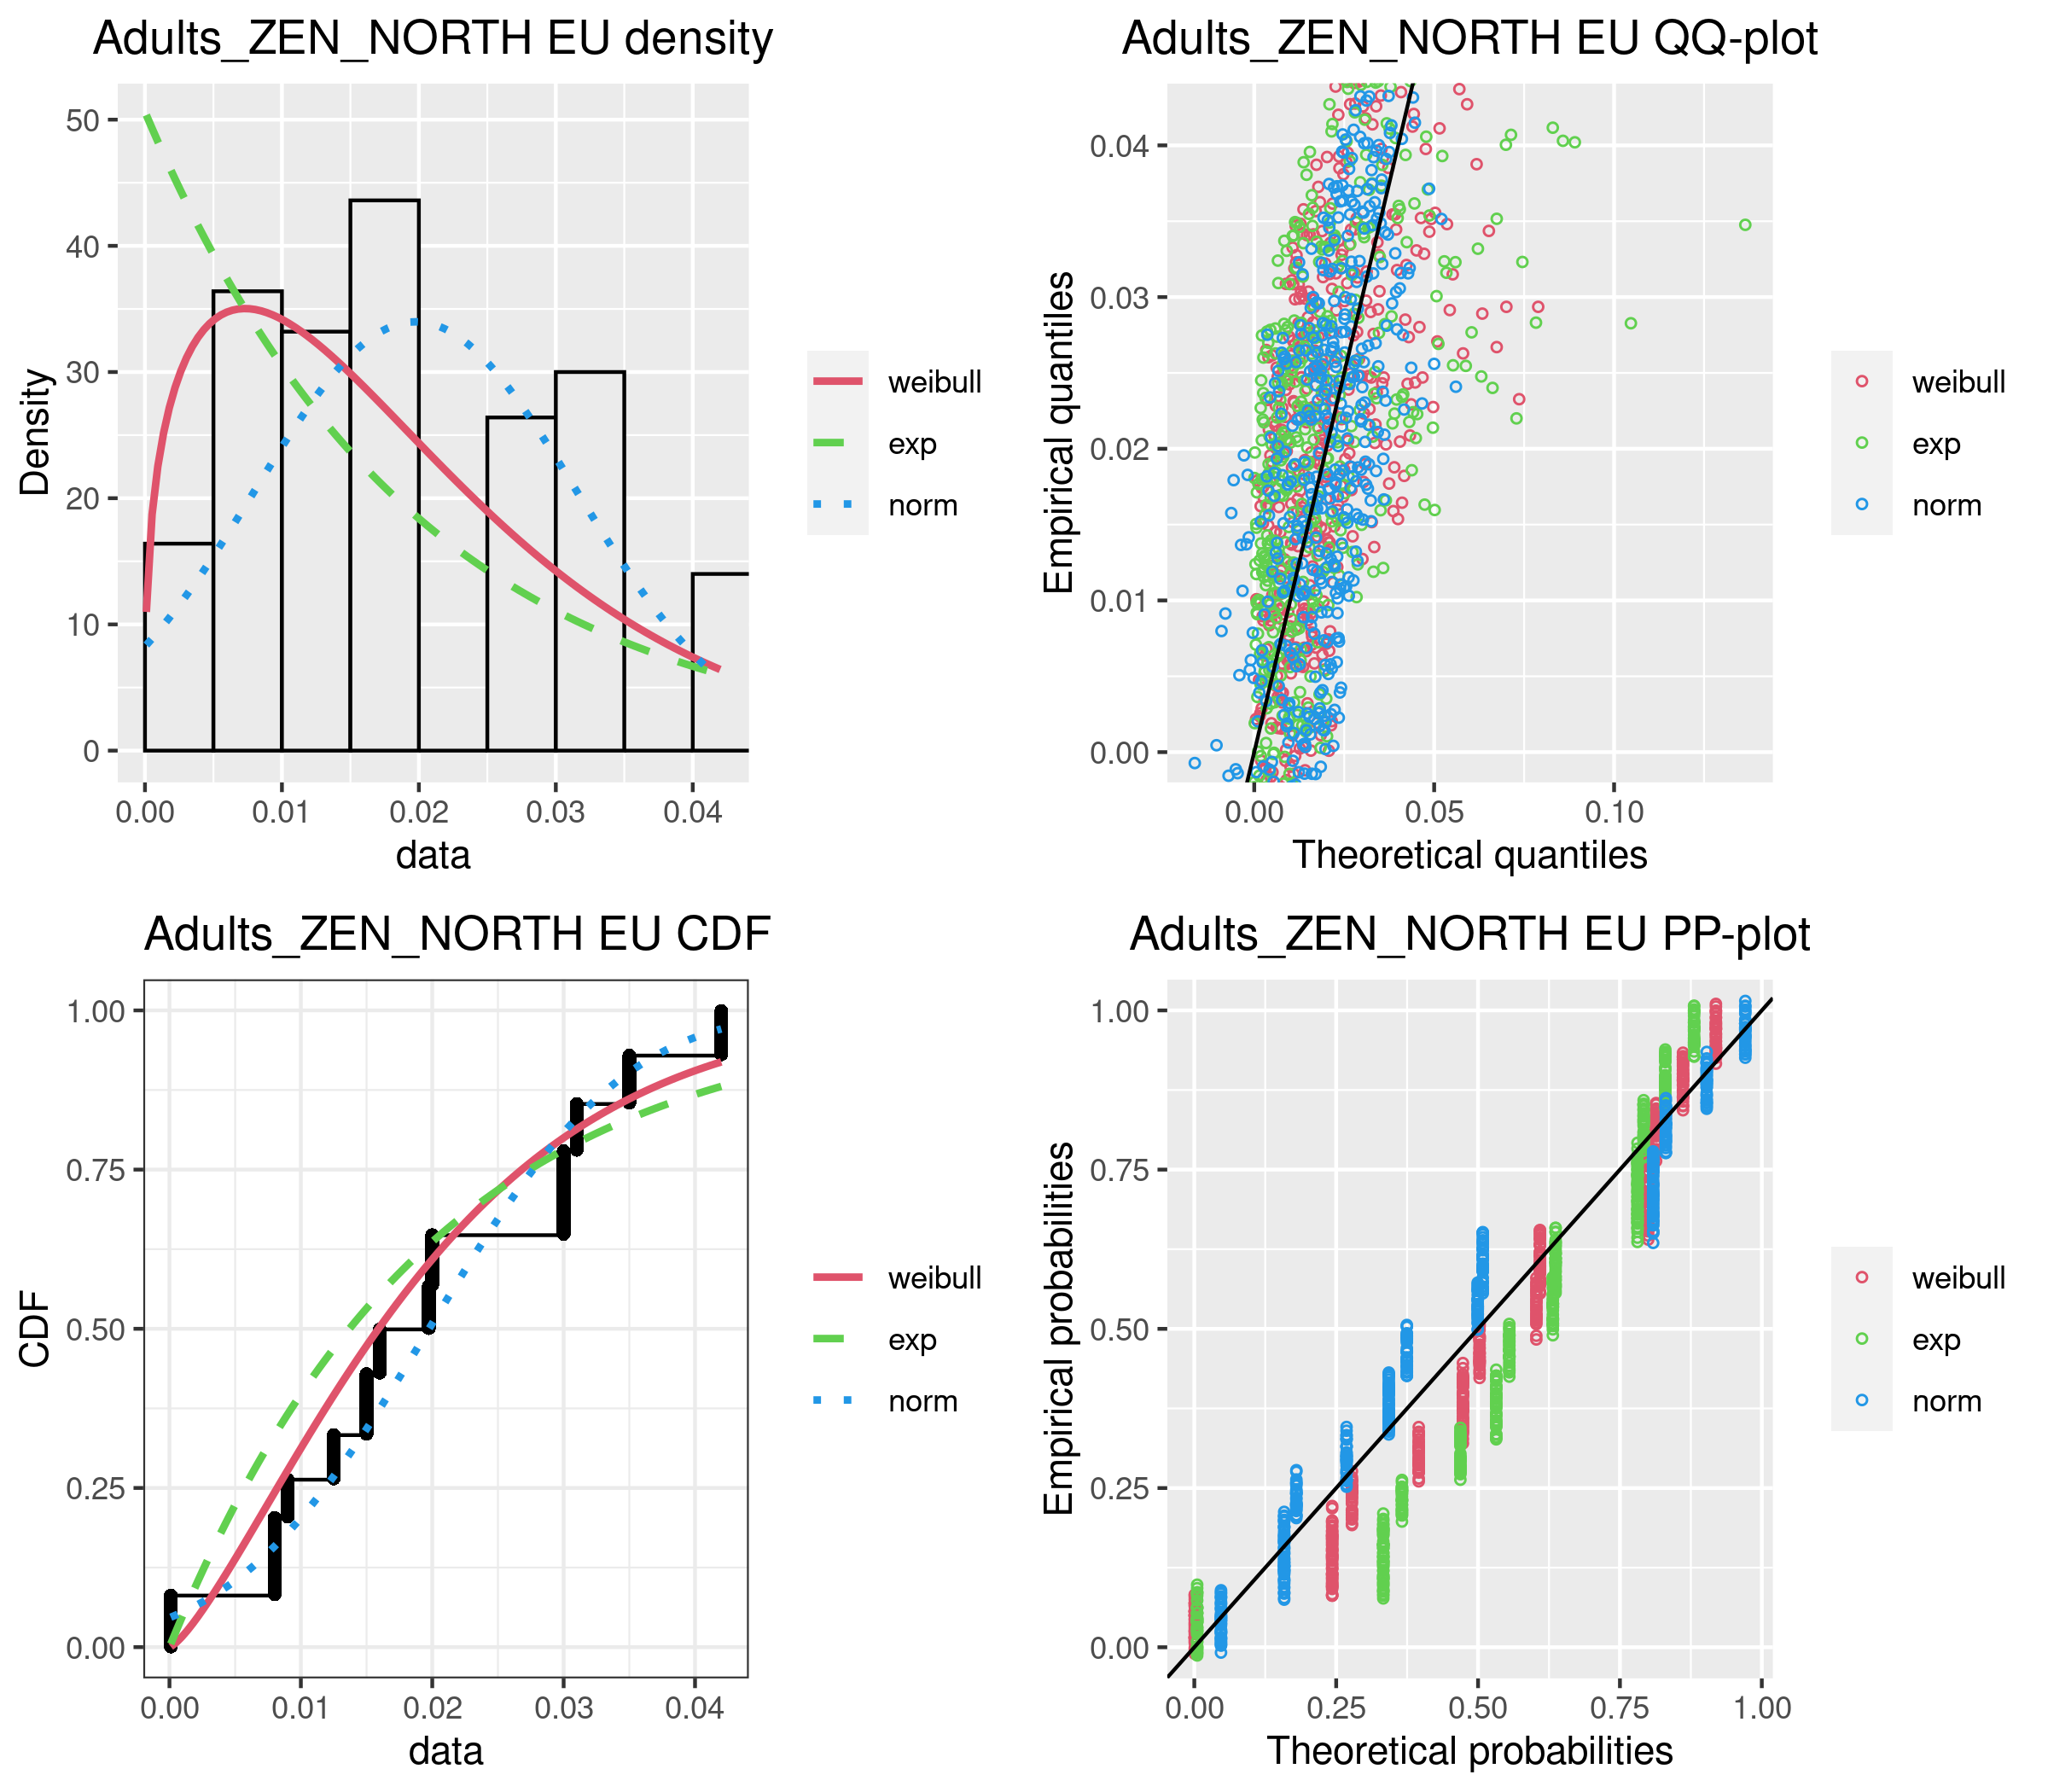 Adults_ZEN_NORTH EU density
50
40
30
20
10
0
Density
0.00 0.01 0.02 0.03 0.04
data
weibull
exp
norm
Adults_ZEN_NORTH EU QQ-plot
0.04
0.03
0.02
0.01
0.00
Empirical quantiles
0.00 0.05 0.10
Theoretical quantiles
weibull
exp
norm
Adults_ZEN_NORTH EU CDF
1.00
0.75
0.50
0.25
0.00
CDF
0.00 0.01 0.02 0.03 0.04
data
weibull
exp
norm
Adults_ZEN_NORTH EU PP-plot
1.00
0.75
0.50
0.25
0.00
Empirical probabilities
0.00 0.25 0.50 0.75 1.00
Theoretical probabilities
weibull
exp
norm